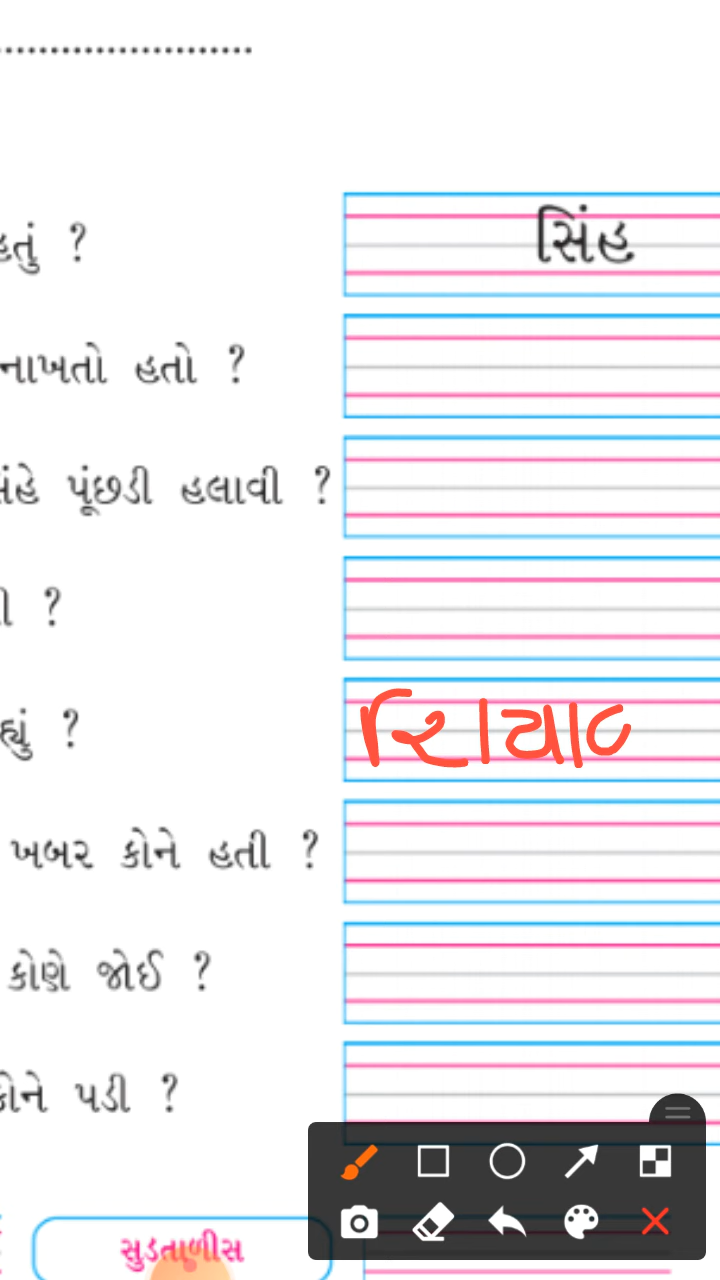 હતું ?
સિંહ
નાખતો હતો ?
સિંહે પૂંછડી હલાવી ?
?
?
ખબર કોને હતી ?
કોણે જોઈ ?
કોને પડી ?
સુડતાળીસ